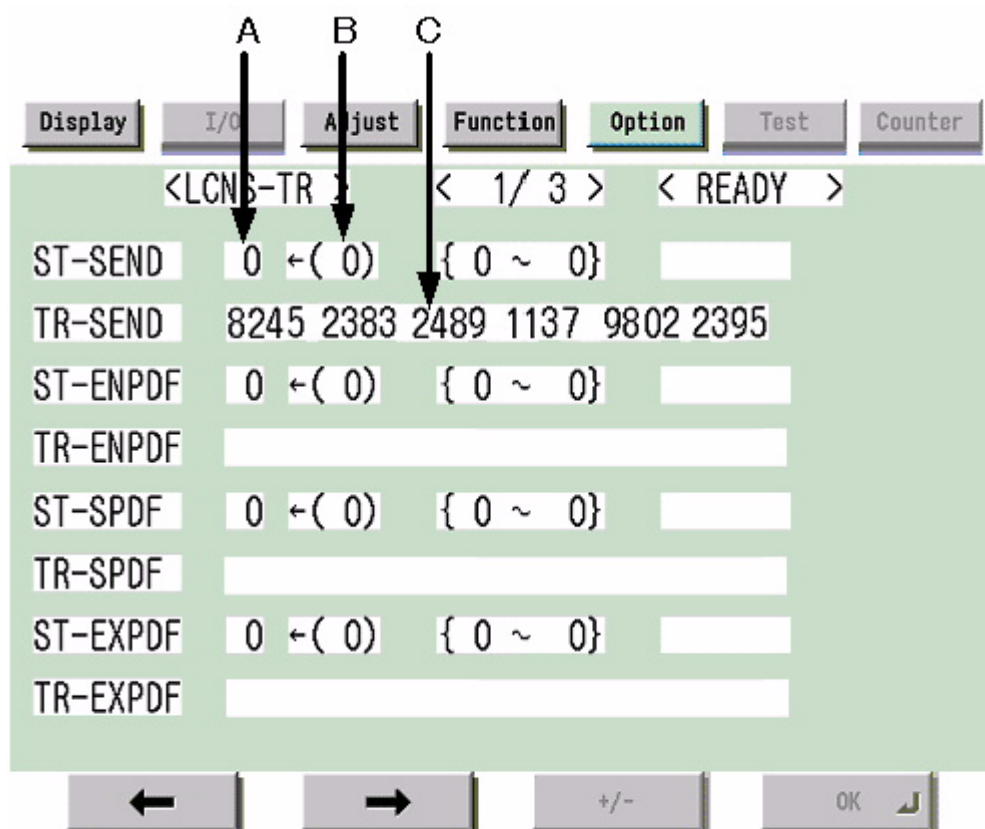 A B C
Display I/O Adjust Function Option Test Counter
<LCNS-TR > < 1/ 3 > < READY >
ST-SEND 0 ←( 0) { 0 ~ 0}
TR-SEND 8245 2383 2489 1137 9802 2395
ST-ENPDF 0 ←( 0) { 0 ~ 0}
TR-ENPDF
ST-SPDF 0 ←( 0) { 0 ~ 0}
TR-SPDF
ST-EXPDF 0 ←( 0) { 0 ~ 0}
TR-EXPDF
← → +/- OK